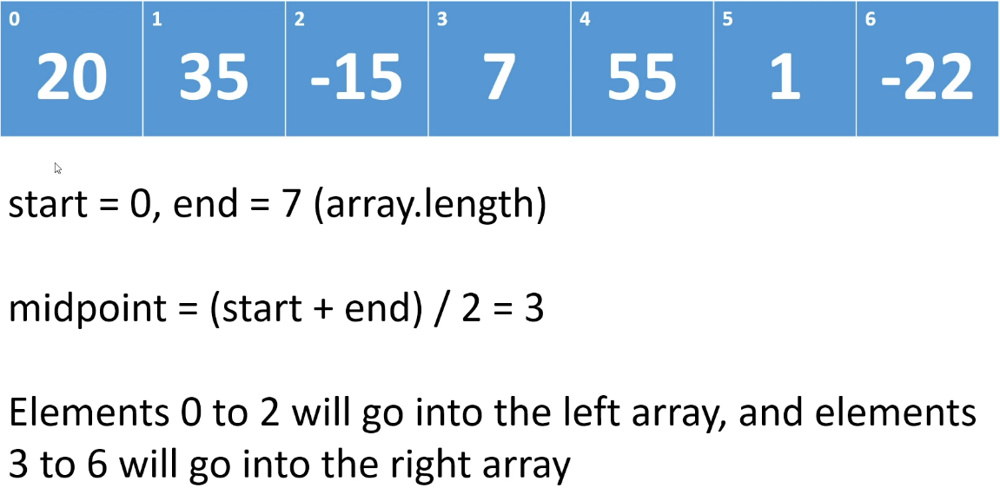 0 1 2 3 4 5 6
20 35 -15 7 55 1 -22
start = 0, end = 7 (array.length)
midpoint = (start + end) / 2 = 3
Elements 0 to 2 will go into the left array, and elements
3 to 6 will go into the right array